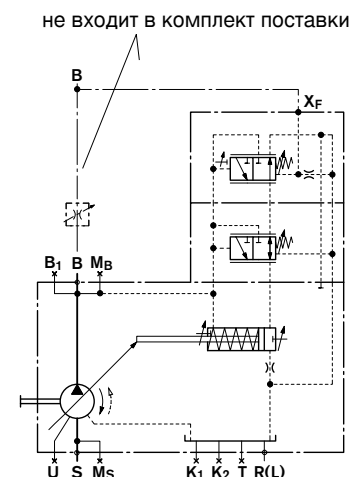 не входит в комплект поставки
B
XF
B1 B MB
U S MS K1 K2 T R(L)